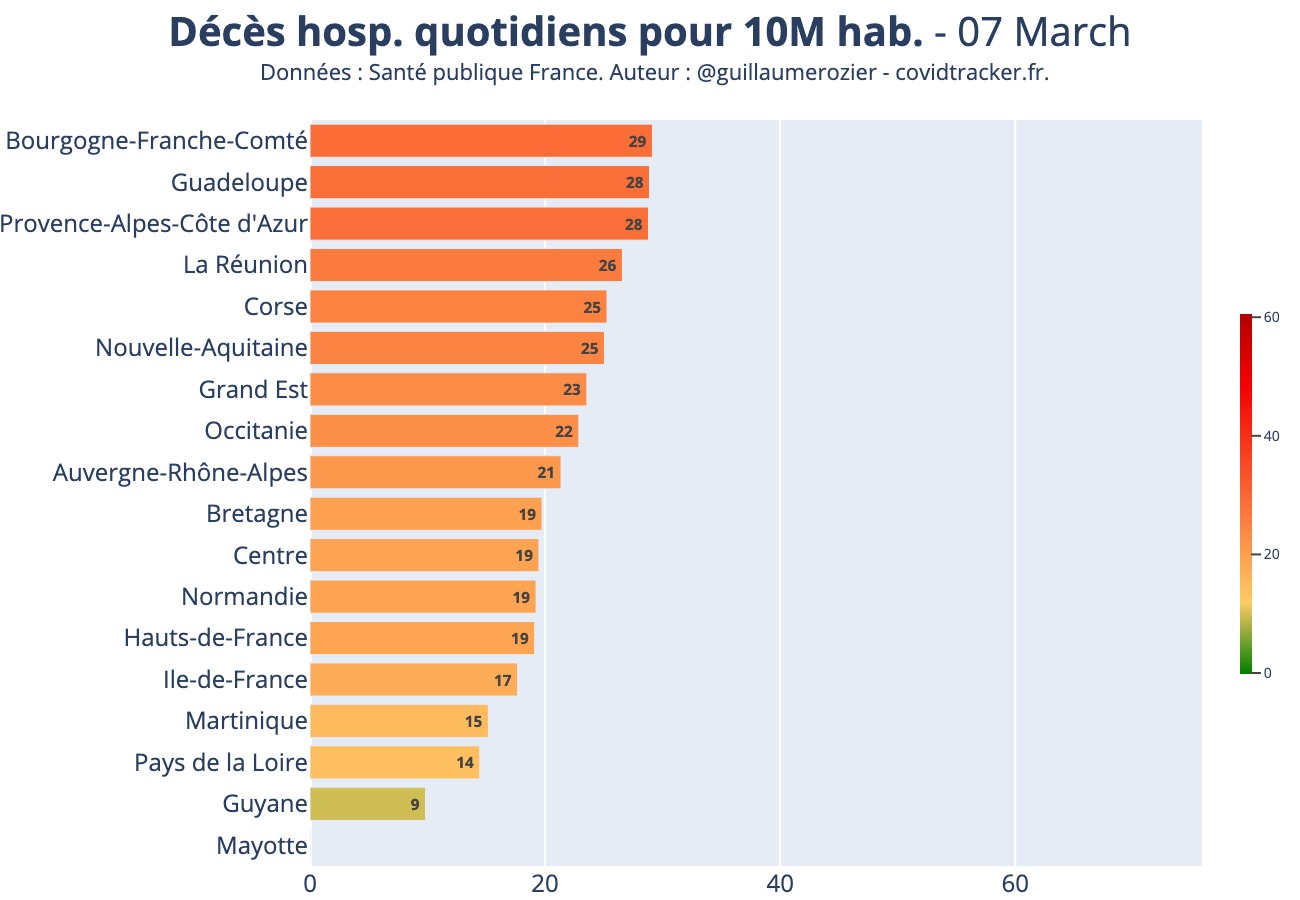 Décès hosp. quotidiens pour 10M hab. - 07 March
Données : Santé publique France. Auteur : @guillaumerozier - covidtracker.fr.
Bourgogne-Franche-Comté 29
Guadeloupe 28
Provence-Alpes-Côte d'Azur 28
La Réunion 26
Corse 25
Nouvelle-Aquitaine 25
Grand Est 23
Occitanie 22
Auvergne-Rhône-Alpes 21
Bretagne 19
Centre 19
Normandie 19
Hauts-de-France 19
Ile-de-France 17
Martinique 15
Pays de la Loire 14
Guyane 9
Mayotte
0 20 40 60
60
40
20
0